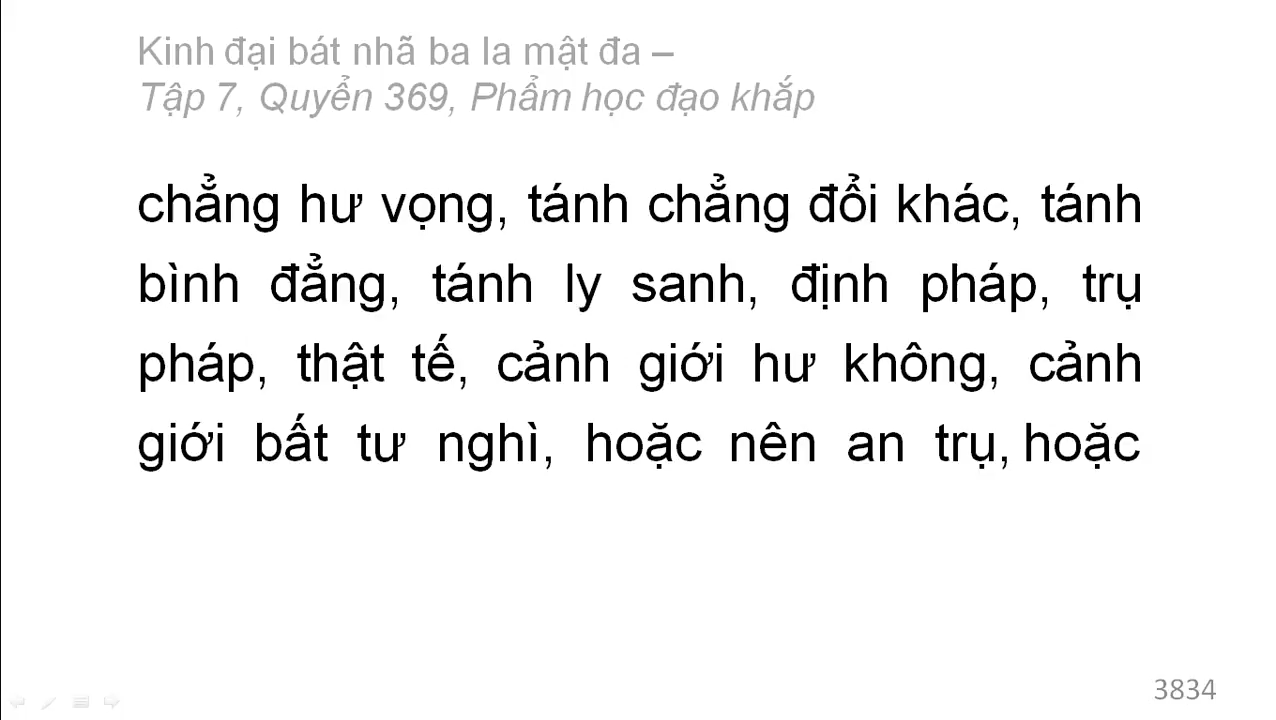 Kinh đại bát nhã ba la mật đa –
Tập 7, Quyển 369, Phẩm học đạo khắp
chẳng hư vọng, tánh chẳng đổi khác, tánh
bình đẳng, tánh ly sanh, định pháp, trụ
pháp, thật tế, cảnh giới hư không, cảnh
giới bất tư nghì, hoặc nên an trụ, hoặc
3834